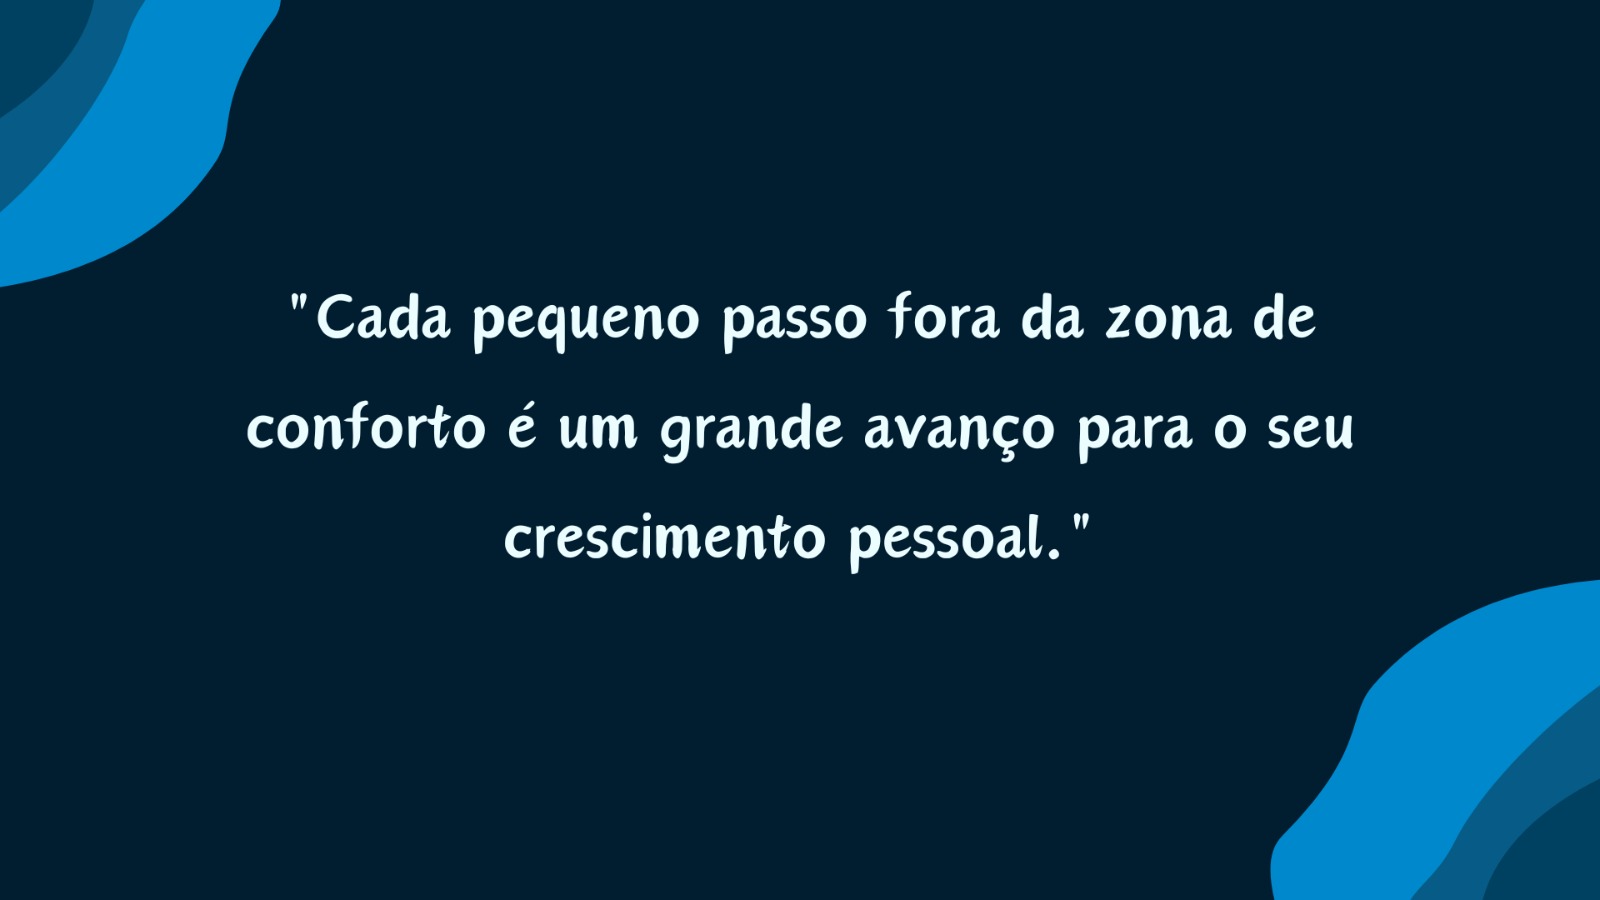 "Cada pequeno passo fora da zona de
conforto é um grande avanço para o seu
crescimento pessoal."